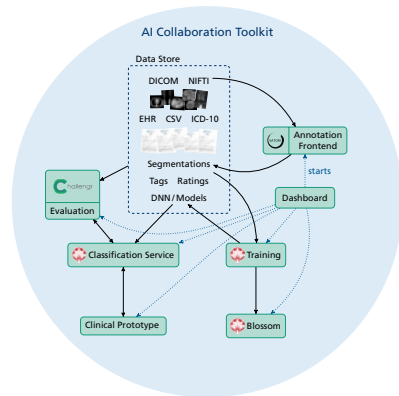 AI Collaboration Toolkit
Data Store
DICOM NIFTI
EHR CSV ICD-10
Segmentations
Tags Ratings
DNN / Models
Annotation
Frontend
starts
Dashboard
Challengr
Evaluation
Classification Service
Training
Clinical Prototype
Blossom